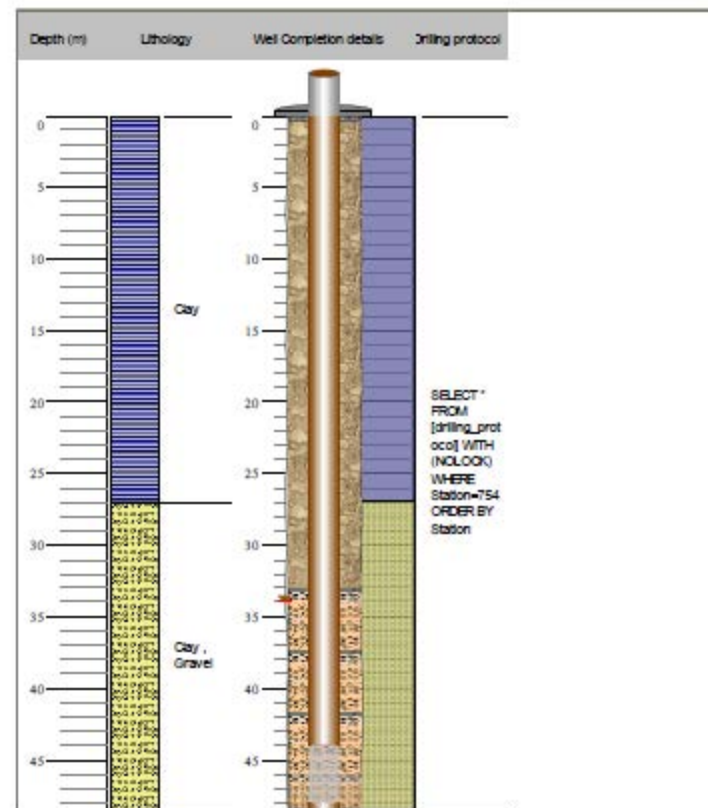 Depth (m) Lithology Well Completion details Drilling protocol
0 0
5 5
10 10
Clay
15 15
20 20
25 25
SELECT *
FROM
[drilling_prot
ocol] WITH
(NOLOCK)
WHERE
Station=754
ORDER BY
Station
30 30
35 35
Clay ,
Gravel
40 40
45 45